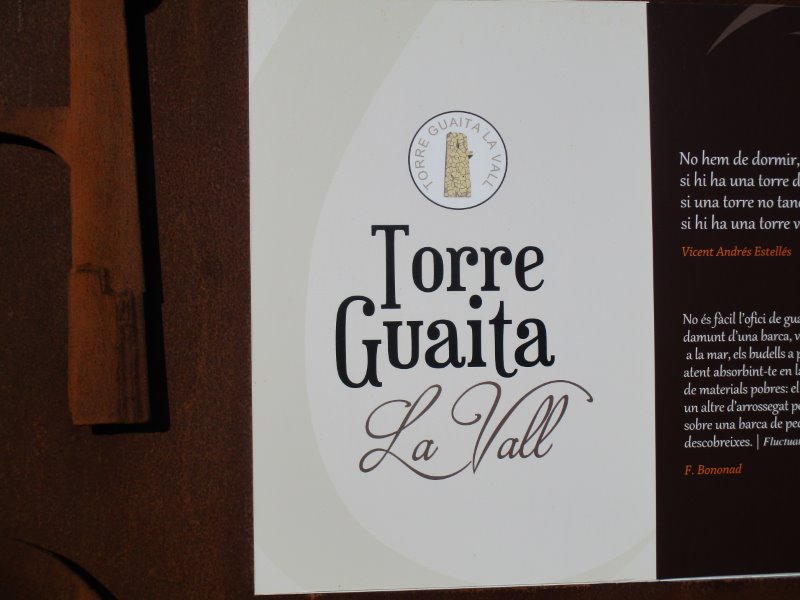 TORRE GUAITA LA VALL
Torre
Guaita
La Vall
No hem de dormir,
si hi ha una torre
si una torre no
si hi ha una torre
Vicent Andrés Estellés
No és fàcil l'ofici de
damunt d'una barca,
a la mar, els budells a
atent absorbint-te en
de materials pobres: el
un altre d'arrossegat
sobre una barca de
descobreixes. |
F. Bononad